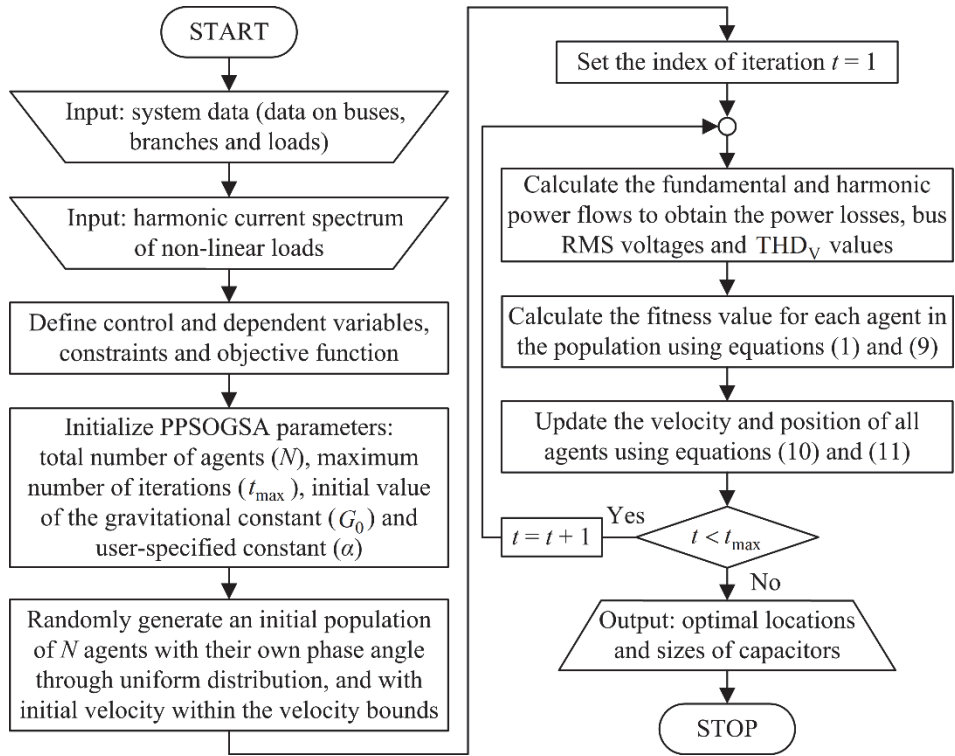 START
Input: system data (data on buses,
branches and loads)
Input: harmonic current spectrum
of non-linear loads
Define control and dependent variables,
constraints and objective function
Initialize PPSOGSA parameters:
total number of agents (N), maximum
number of iterations (tmax), initial value
of the gravitational constant (G0) and
user-specified constant (α)
Randomly generate an initial population
of N agents with their own phase angle
through uniform distribution, and with
initial velocity within the velocity bounds
Set the index of iteration t = 1
Calculate the fundamental and harmonic
power flows to obtain the power losses, bus
RMS voltages and THDV values
Calculate the fitness value for each agent in
the population using equations (1) and (9)
Update the velocity and position of all
agents using equations (10) and (11)
t < tmax
Yes
t = t + 1
No
Output: optimal locations
and sizes of capacitors
STOP